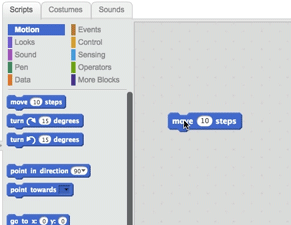 Scripts Costumes Sounds
Motion Events
Looks Control
Sound Sensing
Pen Operators
Data More Blocks
move 10 steps
turn 15 degrees
turn 15 degrees
point in direction 90
point towards
go to x: 0 y: 0
move 10 steps